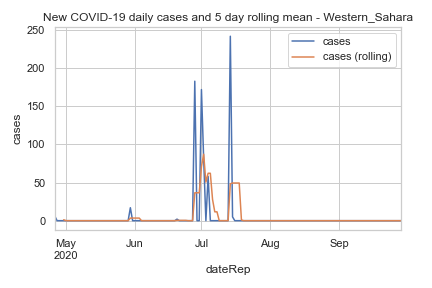 New COVID-19 daily cases and 5 day rolling mean - Western_Sahara
cases
cases (rolling)
250
200
150
100
50
0
cases
May
2020
Jun
Jul
Aug
Sep
dateRep